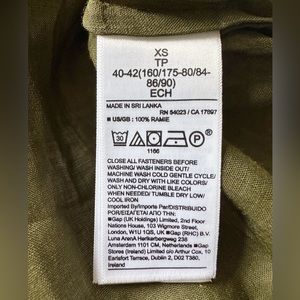 XS
TP
40-42(160/175-80/84-
86/90)
ECH
MADE IN SRI LANKA
RN 54023 / CA 17897
US/GB : 100% RAMIE
30
1166
CLOSE ALL FASTENERS BEFORE
WASHING/ WASH INSIDE OUT/
MACHINE WASH COLD GENTLE CYCLE/
WASH AND DRY WITH LIKE COLORS/
ONLY NON-CHLORINE BLEACH
WHEN NEEDED/ TUMBLE DRY LOW/
COOL IRON
Imported By/Importe Par/DISTRIBUIDO
POR/ΕΙΣΑΓΕΤΑΙ ΑΠΟ ΤΗΝ:
Gap (UK Holdings) Limited, 2nd Floor
Nations House, 103 Wigmore Street,
London, W1U 1QS, UK Gap (RHC) B.V.
Luna ArenA Herikerbergweg 238
Amsterdam 1101 CM, Netherlands Gap
Stores (Ireland) Limited c/o Arthur Cox, 10
Earlsfort Terrace, Dublin 2, D02 T380,
Ireland